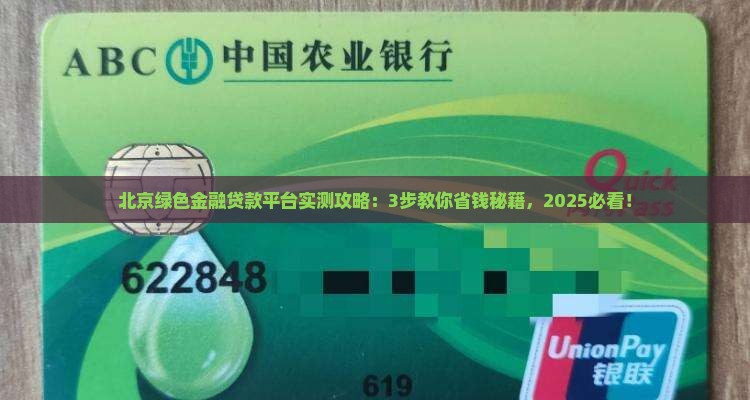 ABC 中国农业银行
Quick
Pass
北京绿色金融贷款平台实测攻略：3步教你省钱秘籍，2025必看！
622848
UnionPay
银联
619